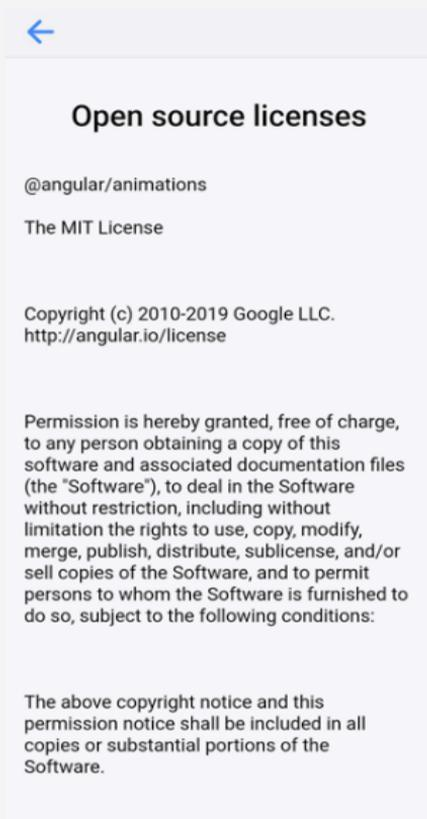 Open source licenses
@angular/animations
The MIT License
Copyright (c) 2010-2019 Google LLC.
http://angular.io/license
Permission is hereby granted, free of charge,
to any person obtaining a copy of this
software and associated documentation files
(the "Software"), to deal in the Software
without restriction, including without
limitation the rights to use, copy, modify,
merge, publish, distribute, sublicense, and/or
sell copies of the Software, and to permit
persons to whom the Software is furnished to
do so, subject to the following conditions:
The above copyright notice and this
permission notice shall be included in all
copies or substantial portions of the
Software.